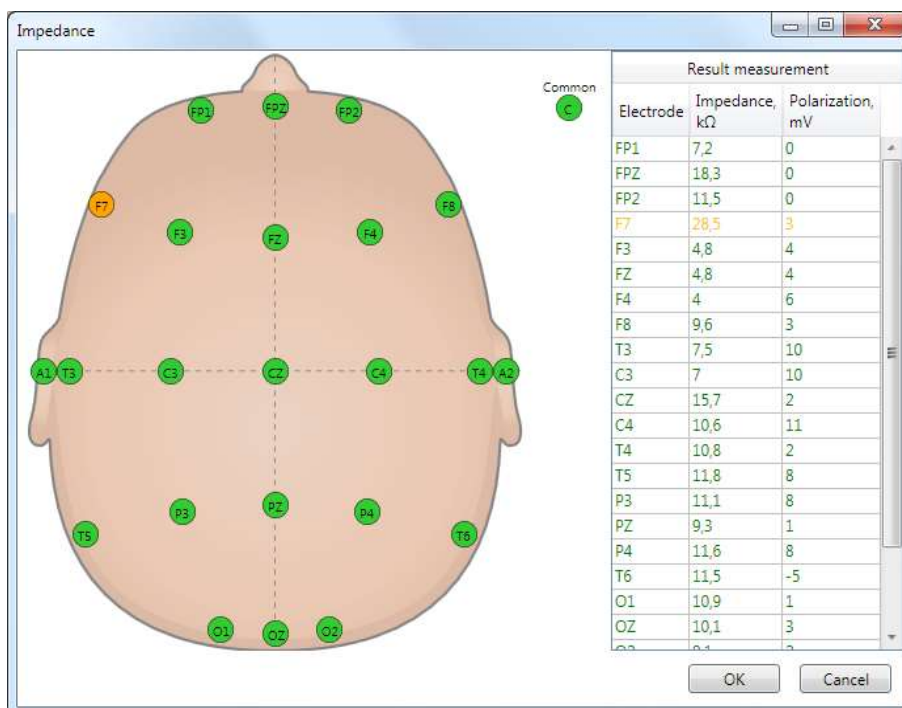 Impedance
Common
C
FP1 FPZ FP2
F7 F8
F3 FZ F4
A1 T3 C3 CZ C4 T4 A2
P3 PZ P4
T5 T6
O1 OZ O2
Result measurement
Electrode Impedance, kΩ Polarization, mV
FP1 7,2 0
FPZ 18,3 0
FP2 11,5 0
F7 28,5 3
F3 4,8 4
FZ 4,8 4
F4 4 6
F8 9,6 3
T3 7,5 10
C3 7 10
CZ 15,7 2
C4 10,6 11
T4 10,8 2
T5 11,8 8
P3 11,1 8
PZ 9,3 1
P4 11,6 8
T6 11,5 -5
O1 10,9 1
OZ 10,1 3
OK Cancel